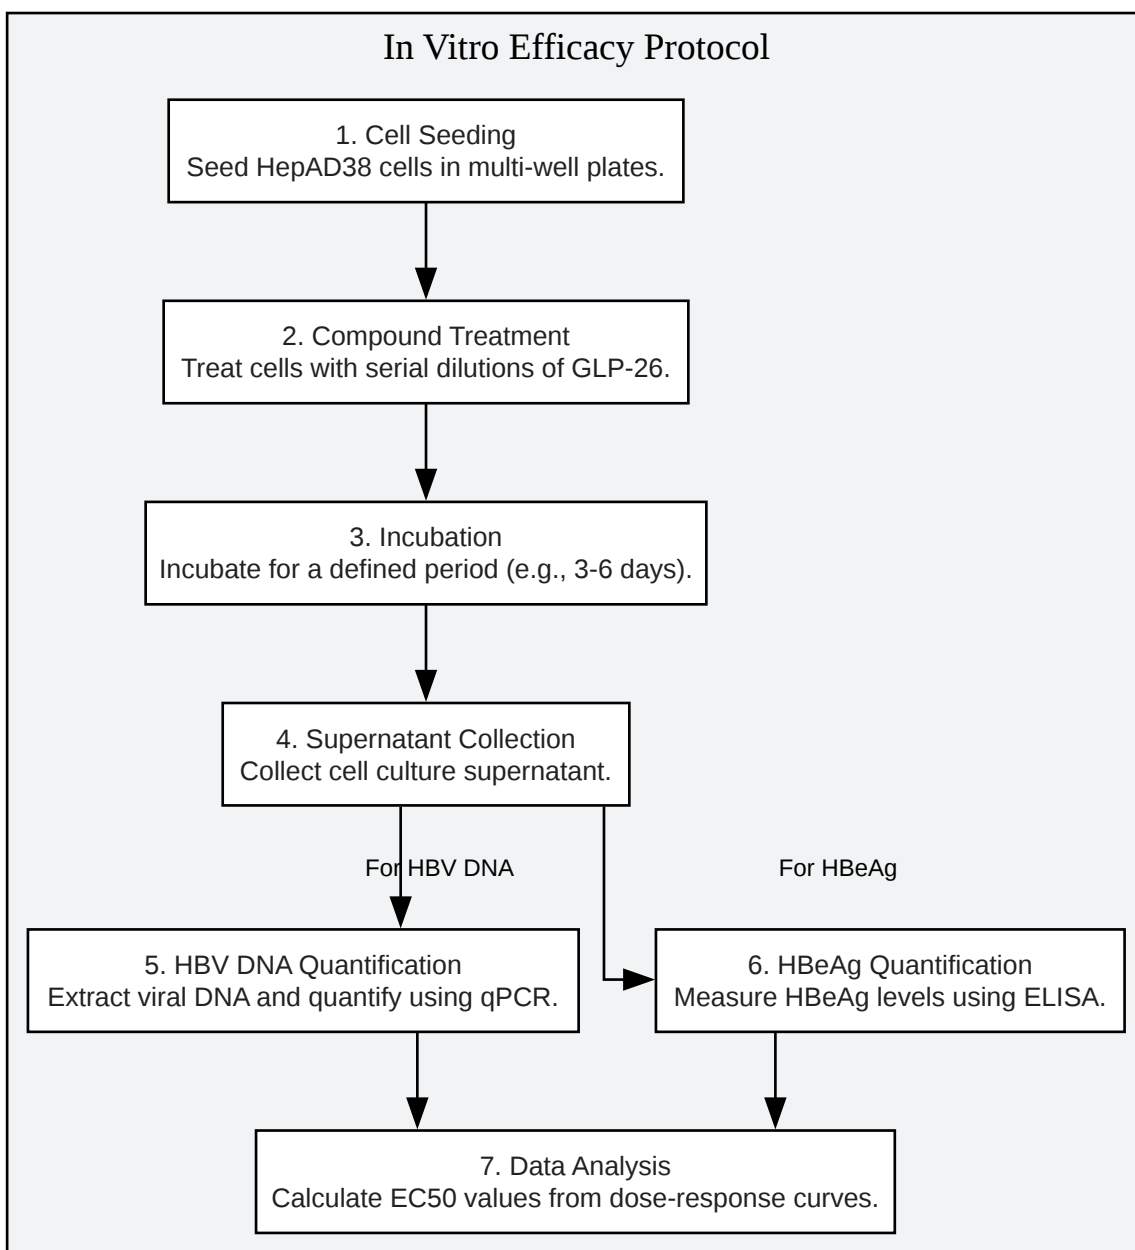 In Vitro Efficacy Protocol
1. Cell Seeding
Seed HepAD38 cells in multi-well plates.
2. Compound Treatment
Treat cells with serial dilutions of GLP-26.
3. Incubation
Incubate for a defined period (e.g., 3-6 days).
4. Supernatant Collection
Collect cell culture supernatant.
For HBV DNA
For HBeAg
5. HBV DNA Quantification
Extract viral DNA and quantify using qPCR.
6. HBeAg Quantification
Measure HBeAg levels using ELISA.
7. Data Analysis
Calculate EC50 values from dose-response curves.